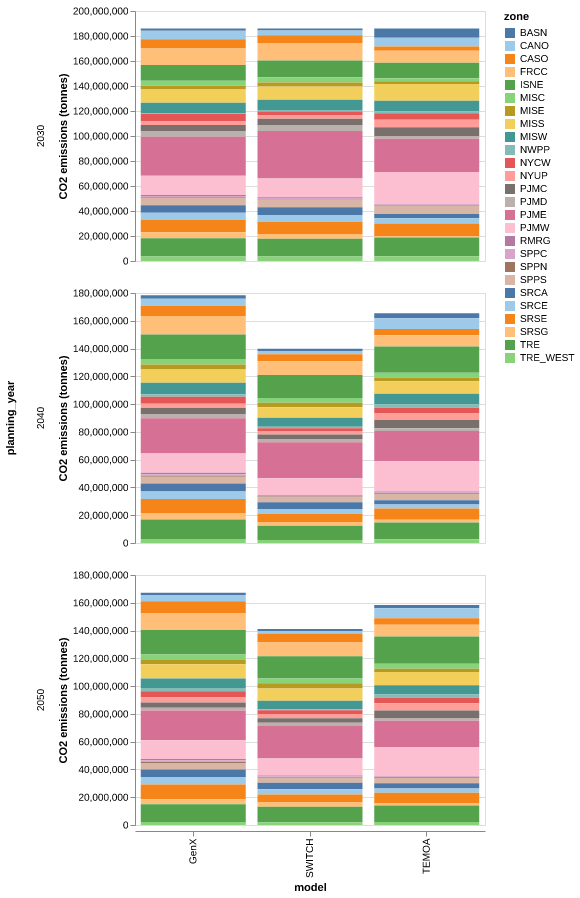 zone
BASN
CANO
CASO
FRCC
ISNE
MISC
MISE
MISS
MISW
NWPP
NYCW
NYUP
PJMC
PJMD
PJME
PJMW
RMRG
SPPC
SPPN
SPPS
SRCA
SRCE
SRSE
SRSG
TRE
TRE_WEST
planning_year
2030
CO2 emissions (tonnes)
200,000,000
180,000,000
160,000,000
140,000,000
120,000,000
100,000,000
80,000,000
60,000,000
40,000,000
20,000,000
0
2040
CO2 emissions (tonnes)
180,000,000
160,000,000
140,000,000
120,000,000
100,000,000
80,000,000
60,000,000
40,000,000
20,000,000
0
2050
CO2 emissions (tonnes)
180,000,000
160,000,000
140,000,000
120,000,000
100,000,000
80,000,000
60,000,000
40,000,000
20,000,000
0
GenX
SWITCH
TEMOA
model